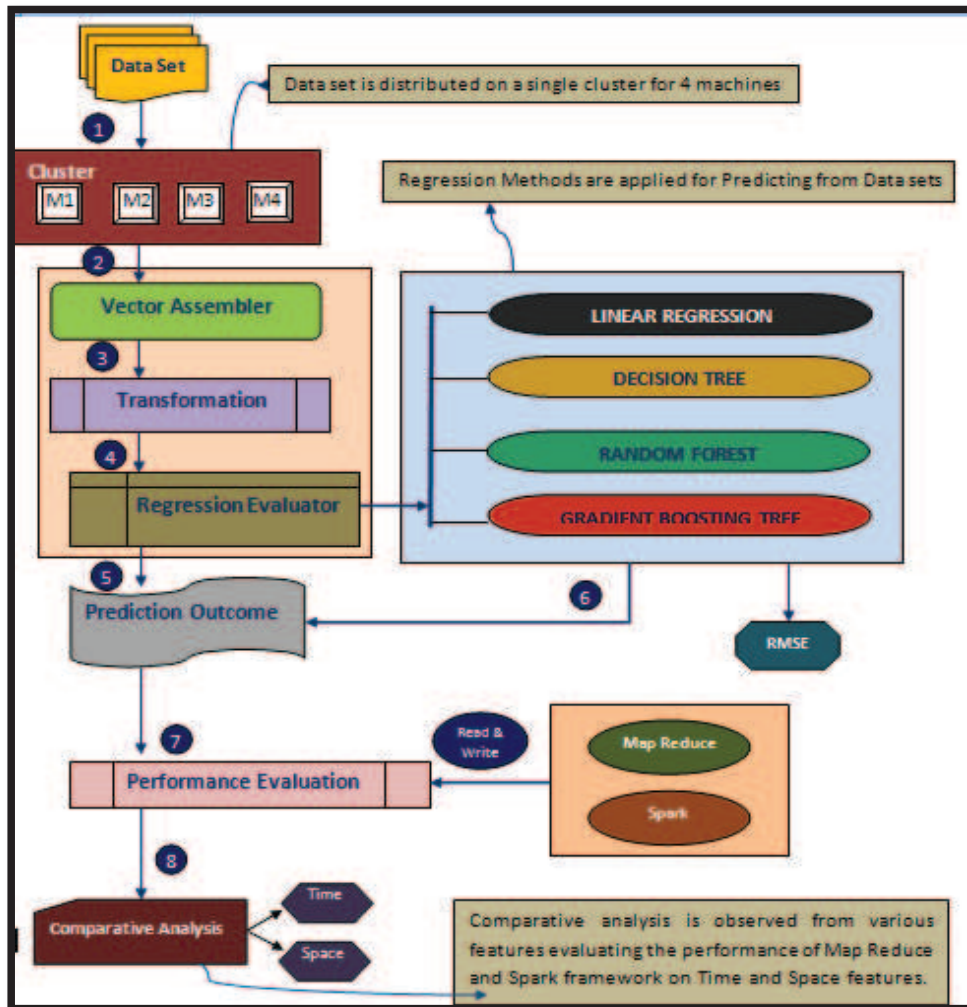 Data Set
Data set is distributed on a single cluster for 4 machines
1
Cluster
M1 M2 M3 M4
Regression Methods are applied for Predicting from Data sets
2
Vector Assembler
LINEAR REGRESSION
3
DECISION TREE
Transformation
4
RANDOM FOREST
Regression Evaluator
GRADIENT BOOSTING TREE
5
Prediction Outcome
6
RMSE
7
Read &
Write
Map Reduce
Performance Evaluation
Spark
8
Time
Comparative Analysis
Space
Comparative analysis is observed from various
features evaluating the performance of Map Reduce
and Spark framework on Time and Space features.